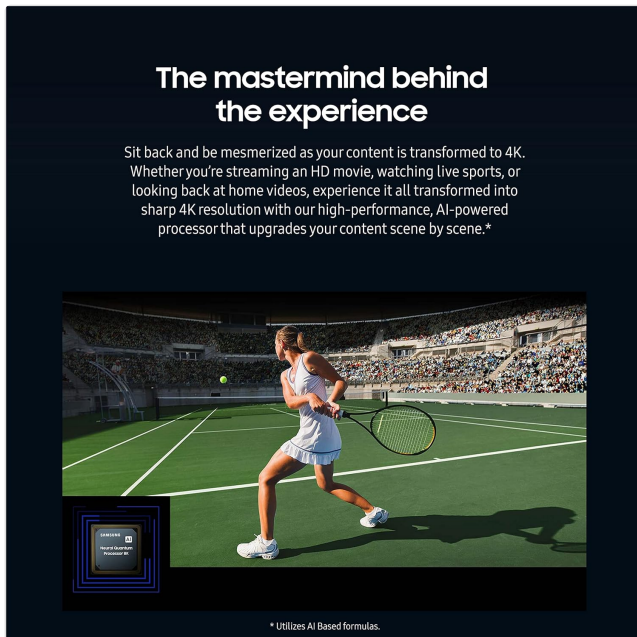 The mastermind behind
the experience
Sit back and be mesmerized as your content is transformed to 4K.
Whether you're streaming an HD movie, watching live sports, or
looking back at home videos, experience it all transformed into
sharp 4K resolution with our high-performance, AI-powered
processor that upgrades your content scene by scene.*
SAMSUNG
AI
Neural Quantum
Processor 8K
* Utilizes AI Based formulas.